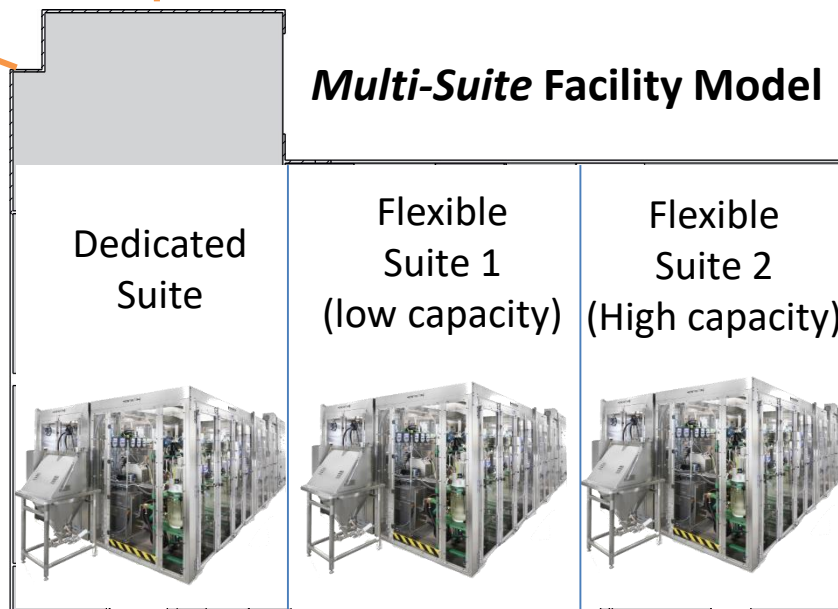 Multi-Suite Facility Model
Dedicated
Suite
Flexible
Suite 1
(low capacity)
Flexible
Suite 2
(High capacity)